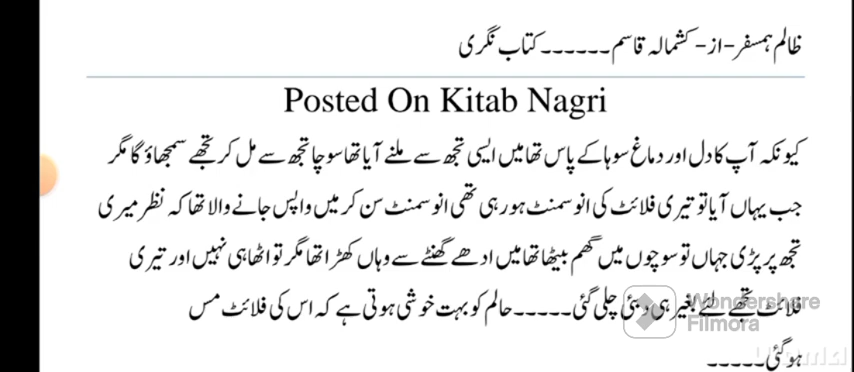 ظالم ہمسفر-از-کشمالہ قاسم۔۔۔۔۔۔کتاب نگری
Posted On Kitab Nagri
کیونکہ آپ کا دل اور دماغ سوہا کے پاس تھا میں ایسی تجھ سے ملنے آیا تھا سوچا تجھ سے مل کر تجھے سمجھاؤ گا مگر
جب یہاں آیا تو تیری فلائٹ کی انوسمنٹ ہو رہی تھی انوسمنٹ سن کر میں واپس جانے والا تھا کہ نظر میری
تجھ پر پڑی جہاں تو سوچوں میں گھم بیٹھا تھا میں ادھے گھنٹے سے وہاں کھڑا تھا مگر تو اٹھا ہی نہیں اور تیری
فلائٹ تجھے لئے بغیر ہی دبئی چلی گئی۔۔۔۔۔حالم کو بہت خوشی ہوتی ہے کہ اس کی فلائٹ مس
ہو گئی۔۔۔۔۔
Wondershare
Filmora